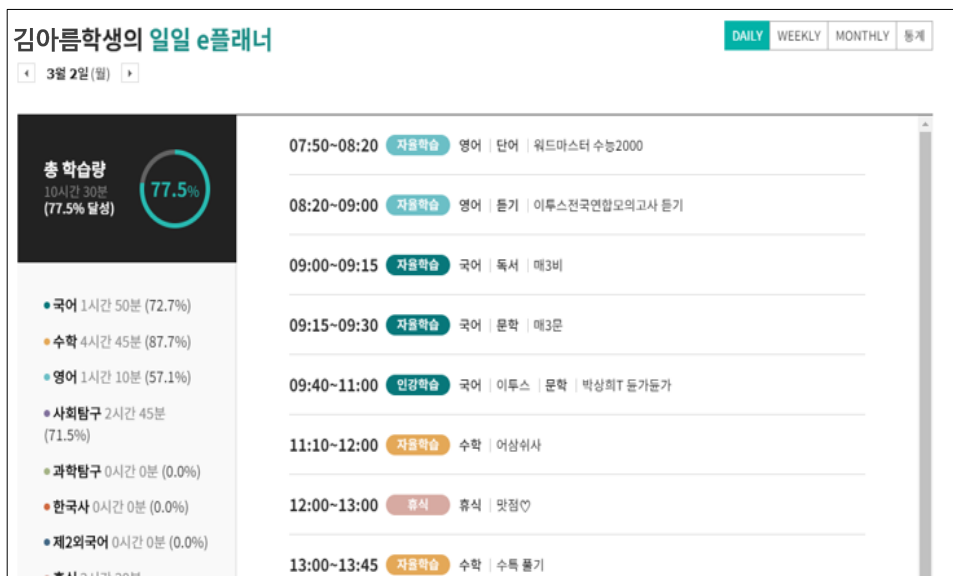 김아름학생의 일일 e플래너
DAILY WEEKLY MONTHLY 통계
3월 2일(월)
총 학습량
10시간 30분
(77.5% 달성)
77.5%
국어 1시간 50분 (72.7%)
수학 4시간 45분 (87.7%)
영어 1시간 10분 (57.1%)
사회탐구 2시간 45분
(71.5%)
과학탐구 0시간 0분 (0.0%)
한국사 0시간 0분 (0.0%)
제2외국어 0시간 0분 (0.0%)
07:50~08:20 자율학습 영어 | 단어 | 워드마스터 수능2000
08:20~09:00 자율학습 영어 | 듣기 | 이투스전국연합모의고사 듣기
09:00~09:15 자율학습 국어 | 독서 | 매3비
09:15~09:30 자율학습 국어 | 문학 | 매3문
09:40~11:00 인강학습 국어 | 이투스 | 문학 | 박상희T 듄가듄가
11:10~12:00 자율학습 수학 | 어삼쉬사
12:00~13:00 휴식 휴식 | 맛점♡
13:00~13:45 자율학습 수학 | 수특 풀기